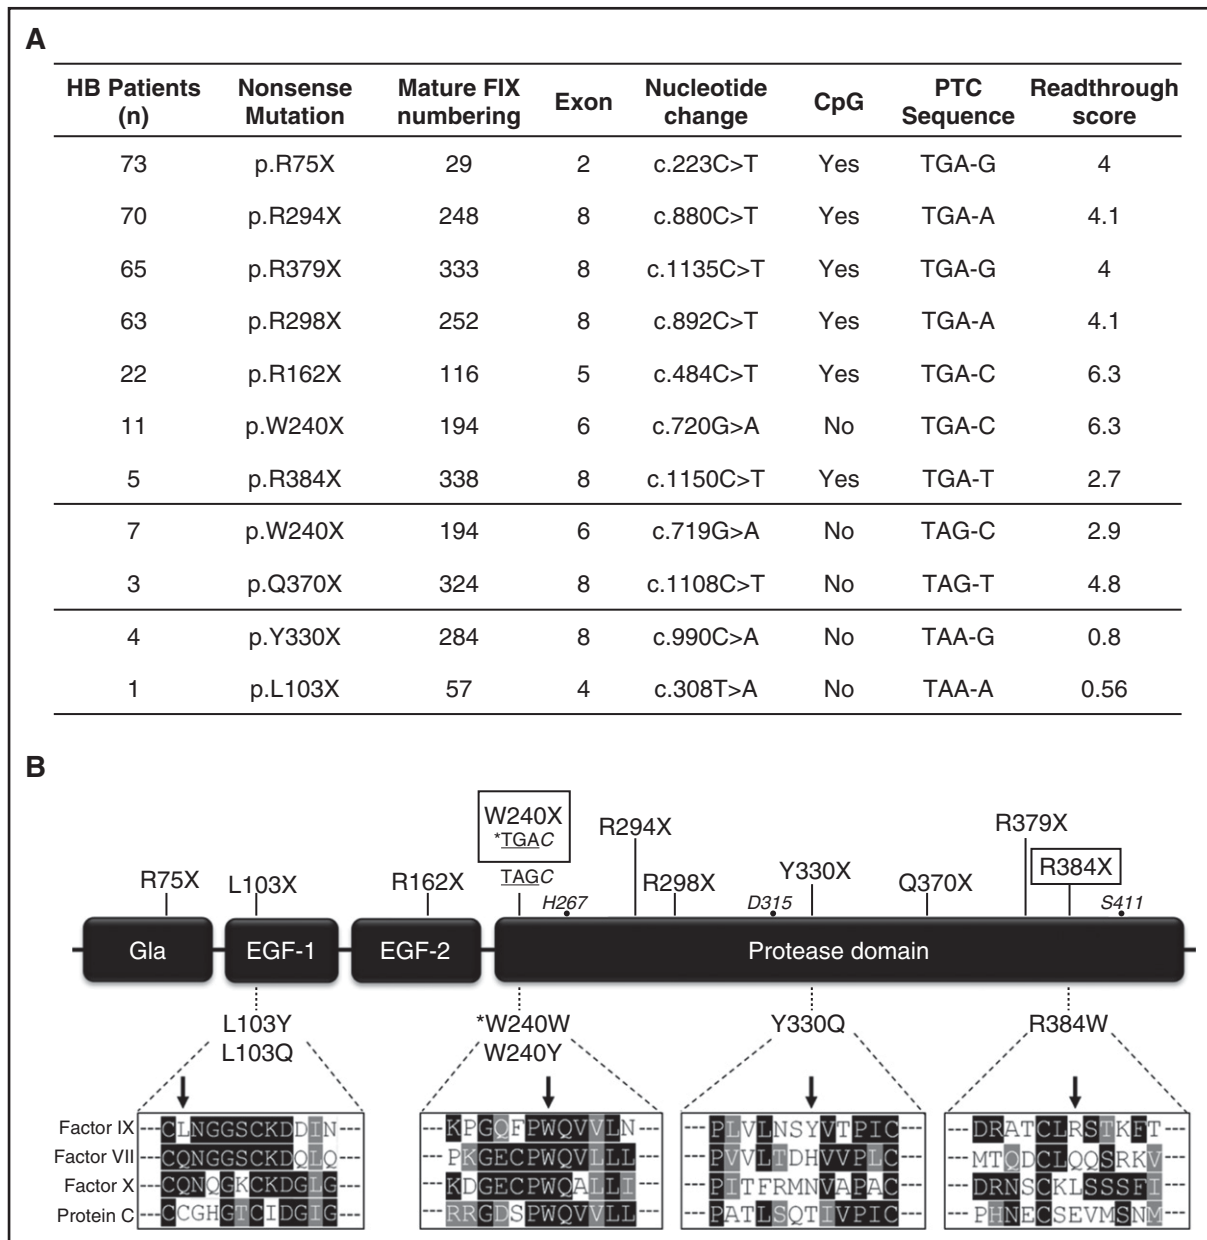 A
HB Patients (n) Nonsense Mutation Mature FIX numbering Exon Nucleotide change CpG PTC Sequence Readthrough score
73 p.R75X 29 2 c.223C>T Yes TGA-G 4
70 p.R294X 248 8 c.880C>T Yes TGA-A 4.1
65 p.R379X 333 8 c.1135C>T Yes TGA-G 4
63 p.R298X 252 8 c.892C>T Yes TGA-A 4.1
22 p.R162X 116 5 c.484C>T Yes TGA-C 6.3
11 p.W240X 194 6 c.720G>A No TGA-C 6.3
5 p.R384X 338 8 c.1150C>T Yes TGA-T 2.7
7 p.W240X 194 6 c.719G>A No TAG-C 2.9
3 p.Q370X 324 8 c.1108C>T No TAG-T 4.8
4 p.Y330X 284 8 c.990C>A No TAA-G 0.8
1 p.L103X 57 4 c.308T>A No TAA-A 0.56
B
W240X
*TGAC
TAGC
R294X R379X
R75X L103X R162X R298X Y330X Q370X R384X
H267 D315 S411
Gla EGF-1 EGF-2 Protease domain
L103Y *W240W Y330Q R384W
L103Q W240Y
Factor IX --CLNGGSCKDDIN-- --KPGQFPWQVVLN-- --PLVLNSYVTPIC-- --DRATCLRSTKFT--
Factor VII --CQNGGSCKDQLQ-- --PKGECPWQVLLL-- --PVVLTDHVVPLC-- --MTQDCLQQSRKV--
Factor X --CQNQGKCKDGLG-- --KDGECPWQALLI-- --PITFRMNVAPAC-- --DRNSCKLSSSFI--
Protein C --CCGHGTCIDGIG-- --RRGDSPWQVVLL-- --PATLSQTIVPIC-- --PHNECSEVMSNM--